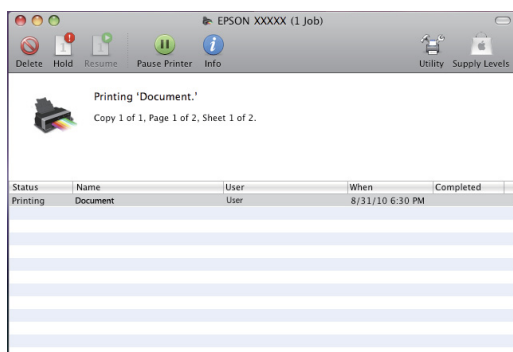 EPSON XXXXX (1 Job)
Delete Hold Resume Pause Printer Info Utility Supply Levels
Printing 'Document.'
Copy 1 of 1, Page 1 of 2, Sheet 1 of 2.
Status Name User When Completed
Printing Document User 8/31/10 6:30 PM